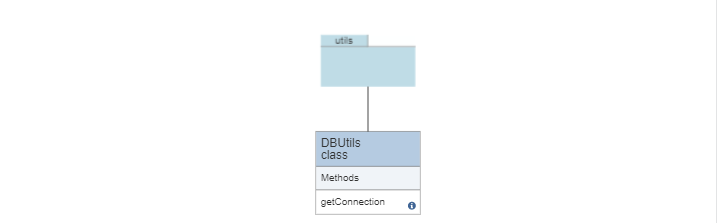 utils
DBUtils
class
Methods
getConnection